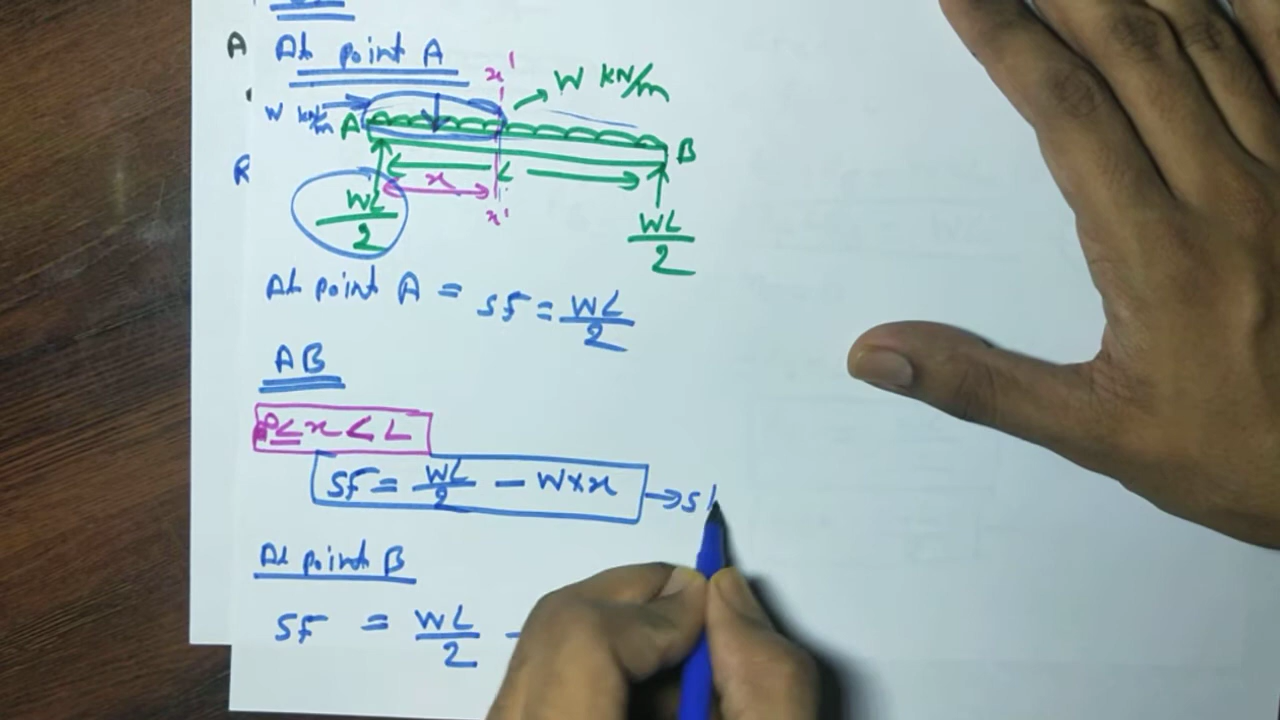 A
At point A
x'
W kN/m
W kN/m
A
B
R
x
L
x'
WL/2
WL/2
At point A = SF = WL/2
AB
0 ≤ x < L
SF = WL/2 - W×x
→ S
At point B
SF = WL/2 -